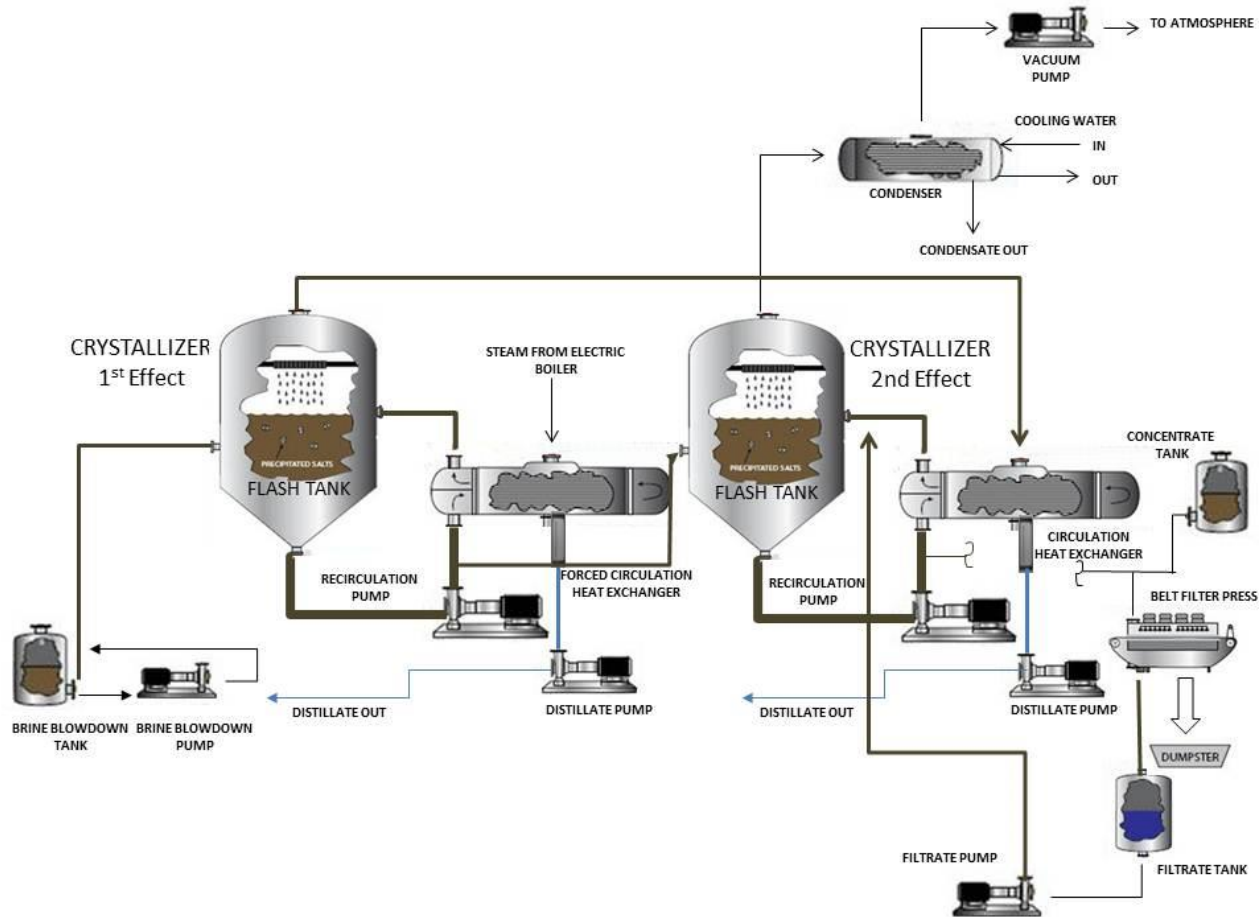 TO ATMOSPHERE
VACUUM
PUMP
COOLING WATER
IN
OUT
CONDENSER
CONDENSATE OUT
CRYSTALLIZER
1st Effect
STEAM FROM ELECTRIC
BOILER
CRYSTALLIZER
2nd Effect
PRECIPITATED SALTS
FLASH TANK
PRECIPITATED SALTS
FLASH TANK
CONCENTRATE
TANK
RECIRCULATION
PUMP
FORCED CIRCULATION
HEAT EXCHANGER
RECIRCULATION
PUMP
CIRCULATION
HEAT EXCHANGER
BELT FILTER PRESS
BRINE BLOWDOWN
TANK
BRINE BLOWDOWN
PUMP
DISTILLATE OUT
DISTILLATE PUMP
DISTILLATE OUT
DISTILLATE PUMP
DUMPSTER
FILTRATE PUMP
FILTRATE TANK